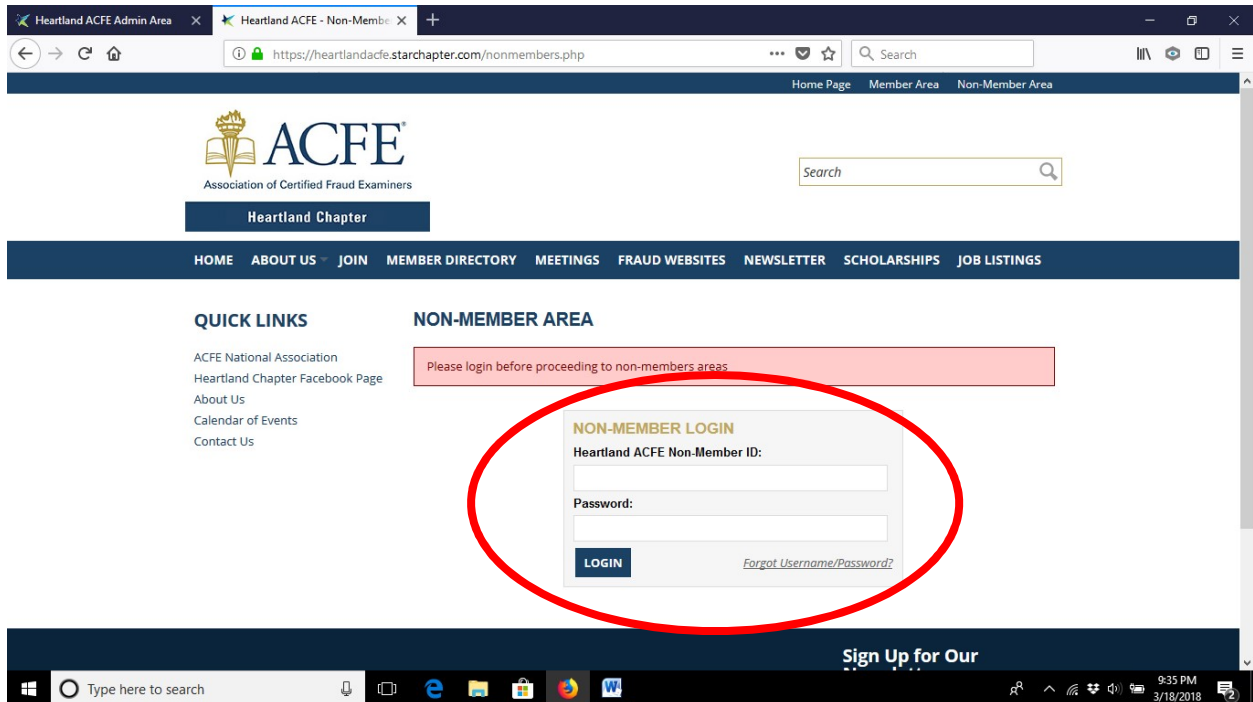 Heartland ACFE Admin Area
Heartland ACFE - Non-Membe
https://heartlandacfe.starchapter.com/nonmembers.php
Search
Home Page Member Area Non-Member Area
ACFE®
Association of Certified Fraud Examiners
Heartland Chapter
Search
HOME ABOUT US JOIN MEMBER DIRECTORY MEETINGS FRAUD WEBSITES NEWSLETTER SCHOLARSHIPS JOB LISTINGS
QUICK LINKS
ACFE National Association
Heartland Chapter Facebook Page
About Us
Calendar of Events
Contact Us
NON-MEMBER AREA
Please login before proceeding to non-members areas
NON-MEMBER LOGIN
Heartland ACFE Non-Member ID:
Password:
LOGIN Forgot Username/Password?
Sign Up for Our
Type here to search
9:35 PM
3/18/2018
2